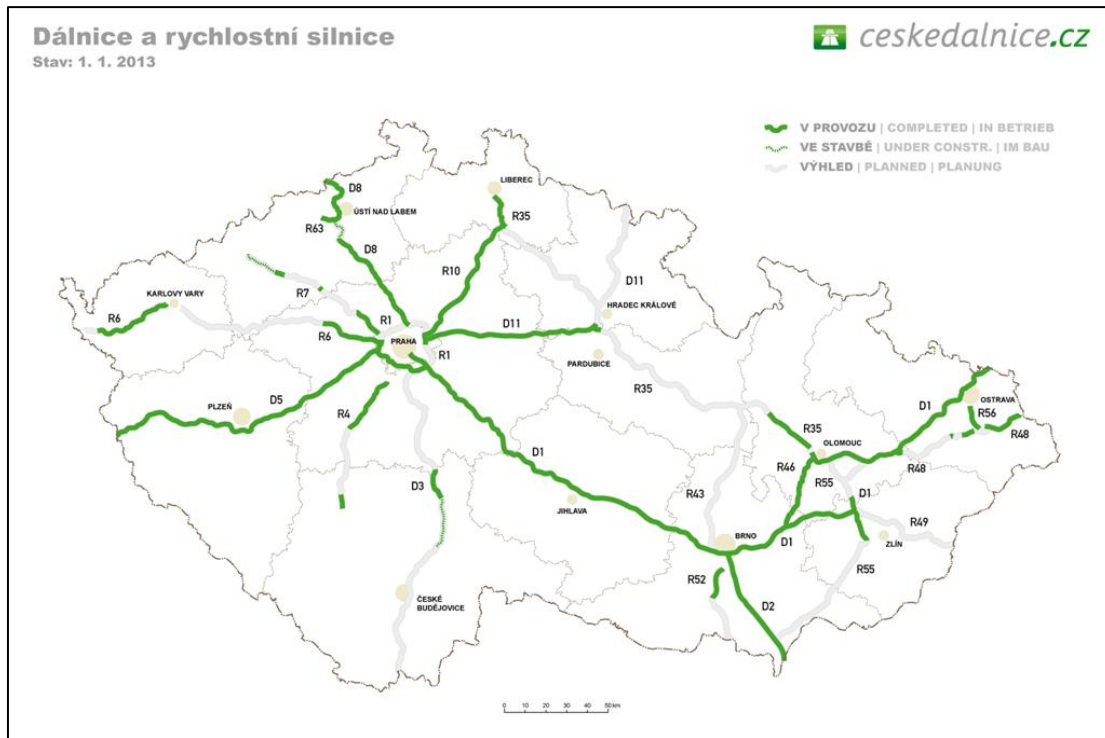 Dálnice a rychlostní silnice
Stav: 1. 1. 2013
ceskedalnice.cz
V PROVOZU | COMPLETED | IN BETRIEB
VE STAVBĚ | UNDER CONSTR. | IM BAU
VÝHLED | PLANNED | PLANUNG
D8
LIBEREC
ÚSTÍ NAD LABEM
R35
R63
D8
R10
D11
KARLOVY VARY
R7
HRADEC KRÁLOVÉ
R6
R1
D11
R6
PRAHA
R1
PARDUBICE
R35
D5
PLZEŇ
R4
D1
OSTRAVA
R56
R35
R48
OLOMOUC
D1
R46
R48
D3
R55
R43
D1
JIHLAVA
R49
BRNO
D1
ZLÍN
R55
R52
ČESKÉ
BUDĚJOVICE
D2
0 10 20 30 40 50 km